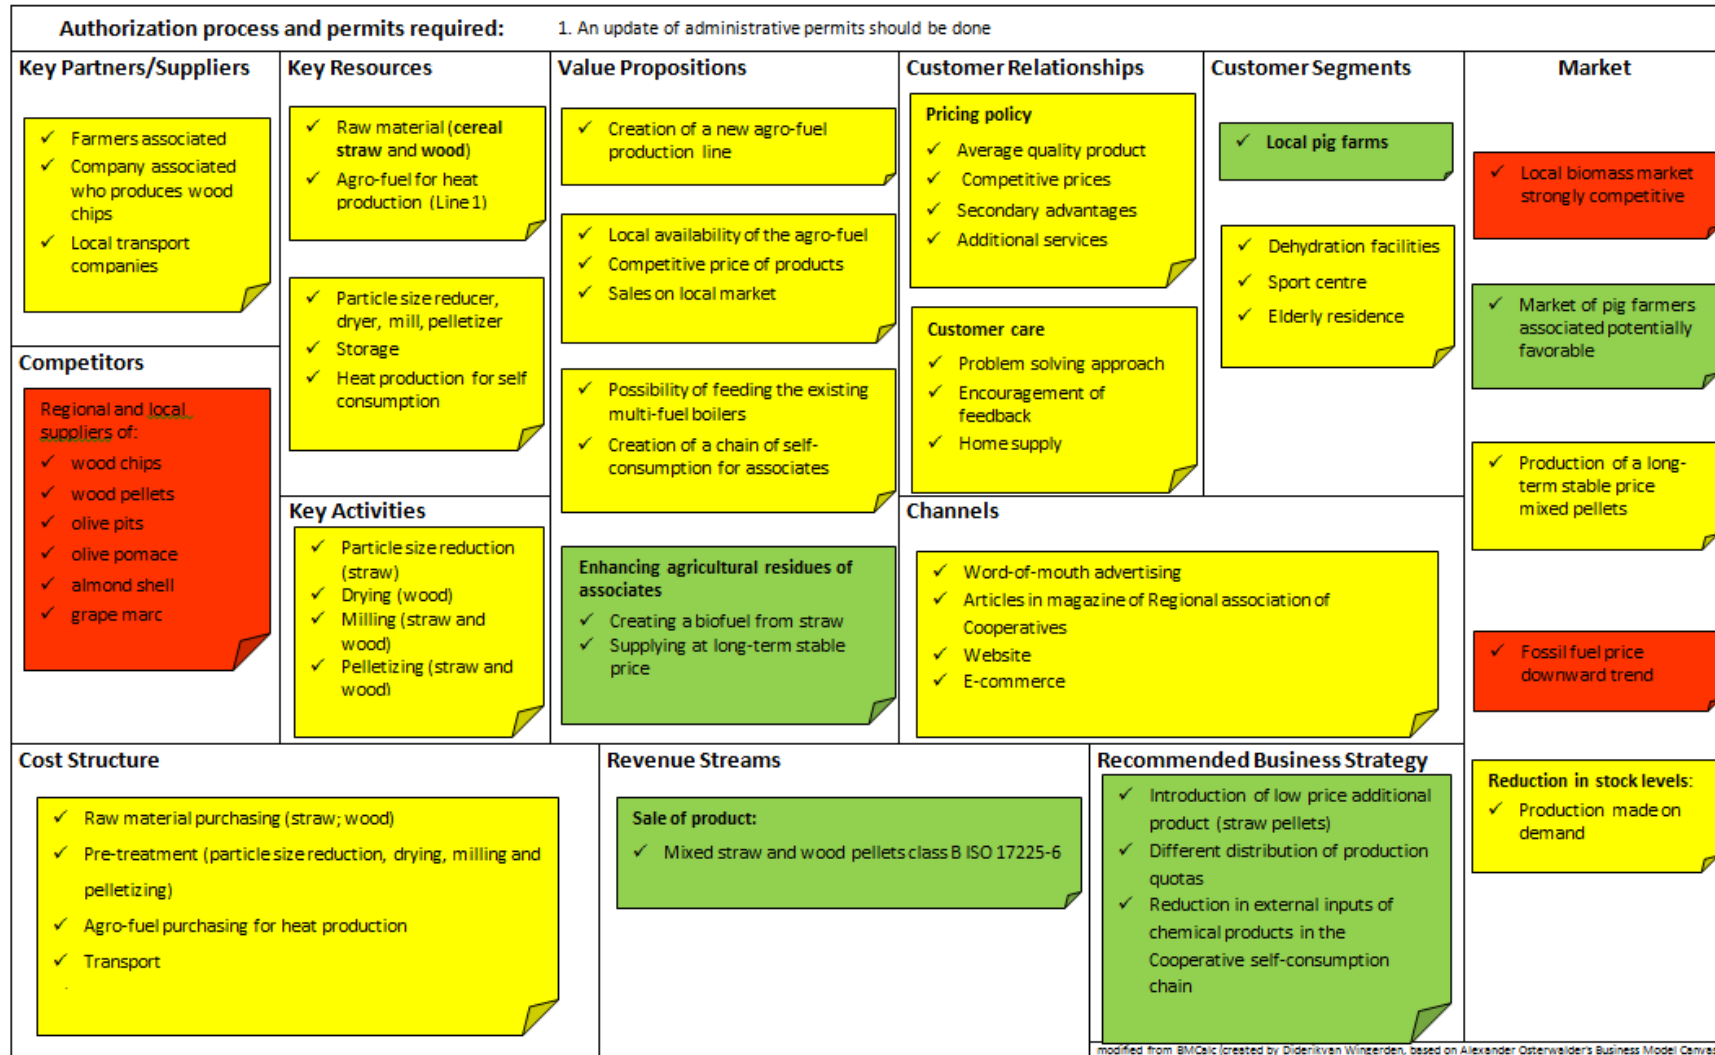 Authorization process and permits required:
1. An update of administrative permits should be done
Key Partners/Suppliers
✓ Farmers associated
✓ Company associated
who produces wood
chips
✓ Local transport
companies
Competitors
Regional and local
suppliers of:
✓ wood chips
✓ wood pellets
✓ olive pits
✓ olive pomace
✓ almond shell
✓ grape marc
Key Resources
✓ Raw material (cereal
straw and wood)
✓ Agro-fuel for heat
production (Line 1)
✓ Particle size reducer,
dryer, mill, pelletizer
✓ Storage
✓ Heat production for self
consumption
Key Activities
✓ Particle size reduction
(straw)
✓ Drying (wood)
✓ Milling (straw and
wood)
✓ Pelletizing (straw and
wood)
Value Propositions
✓ Creation of a new agro-fuel
production line
✓ Local availability of the agro-fuel
✓ Competitive price of products
✓ Sales on local market
✓ Possibility of feeding the existing
multi-fuel boilers
✓ Creation of a chain of self-
consumption for associates
Enhancing agricultural residues of
associates
✓ Creating a biofuel from straw
✓ Supplying at long-term stable
price
Customer Relationships
Pricing policy
✓ Average quality product
✓ Competitive prices
✓ Secondary advantages
✓ Additional services
Customer care
✓ Problem solving approach
✓ Encouragement of
feedback
✓ Home supply
Customer Segments
✓ Local pig farms
✓ Dehydration facilities
✓ Sport centre
✓ Elderly residence
Channels
✓ Word-of-mouth advertising
✓ Articles in magazine of Regional association of
Cooperatives
✓ Website
✓ E-commerce
Market
✓ Local biomass market
strongly competitive
✓ Market of pig farmers
associated potentially
favorable
✓ Production of a long-
term stable price
mixed pellets
✓ Fossil fuel price
downward trend
Reduction in stock levels:
✓ Production made on
demand
Cost Structure
✓ Raw material purchasing (straw; wood)
✓ Pre-treatment (particle size reduction, drying, milling and
pelletizing)
✓ Agro-fuel purchasing for heat production
✓ Transport
.
Revenue Streams
Sale of product:
✓ Mixed straw and wood pellets class B ISO 17225-6
Recommended Business Strategy
✓ Introduction of low price additional
product (straw pellets)
✓ Different distribution of production
quotas
✓ Reduction in external inputs of
chemical products in the
Cooperative self-consumption
chain
modified from BMCalc (created by Diderikvan Wingerden, based on Alexander Osterwalder's Business Model Canvas